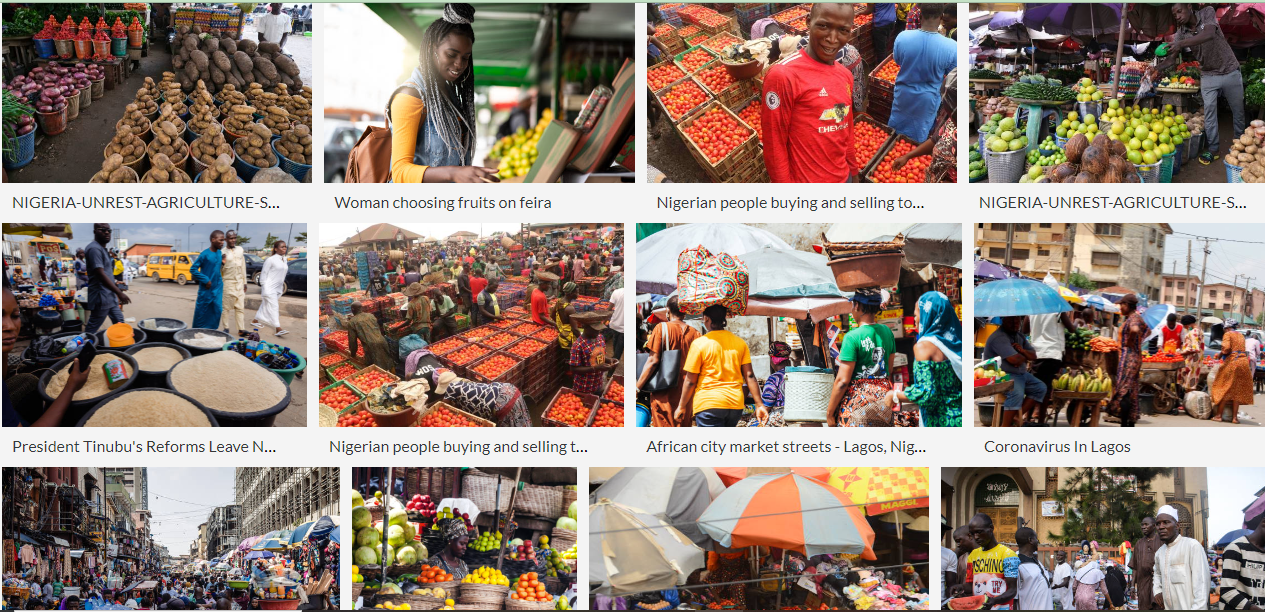 CHEV
NIGERIA-UNREST-AGRICULTURE-S...
Woman choosing fruits on feira
Nigerian people buying and selling to...
NIGERIA-UNREST-AGRICULTURE-S...
President Tinubu's Reforms Leave N...
Nigerian people buying and selling t...
African city market streets - Lagos, Nig...
Coronavirus In Lagos